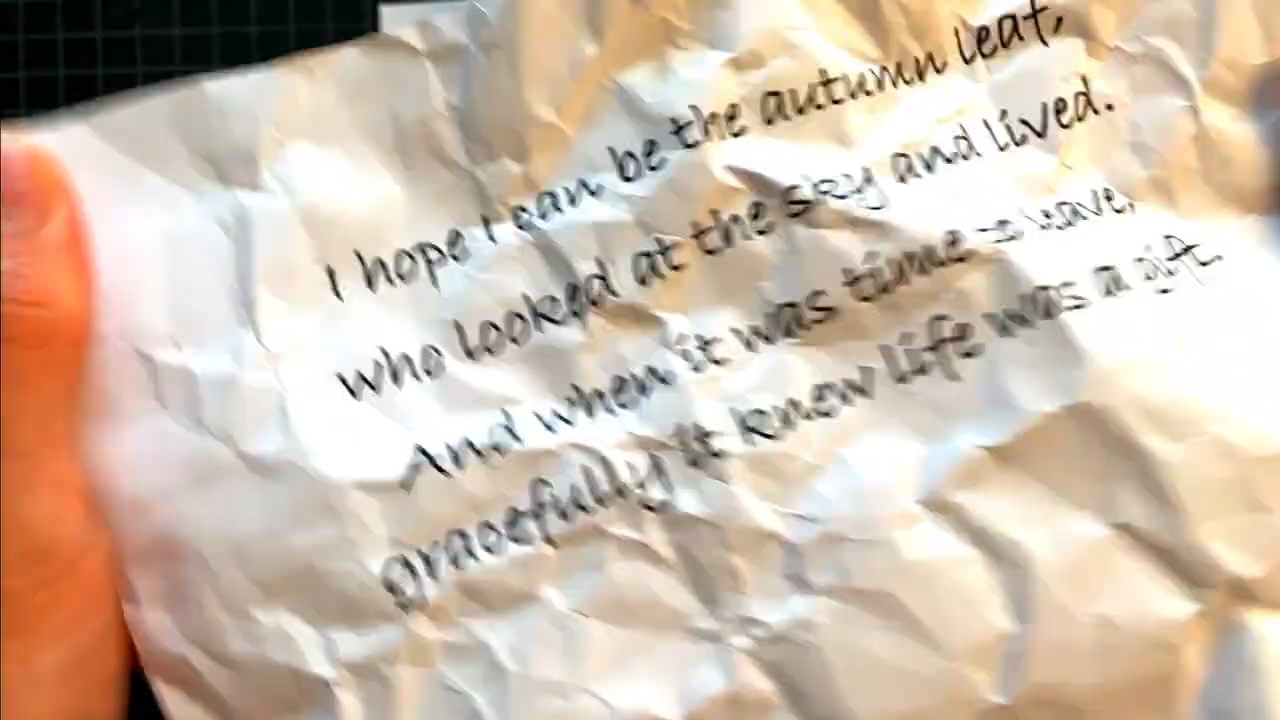 I hope I can be the autumn leaf,
who looked at the sky and lived.
And when it was time to leave,
gracefully it knew life was a gift.